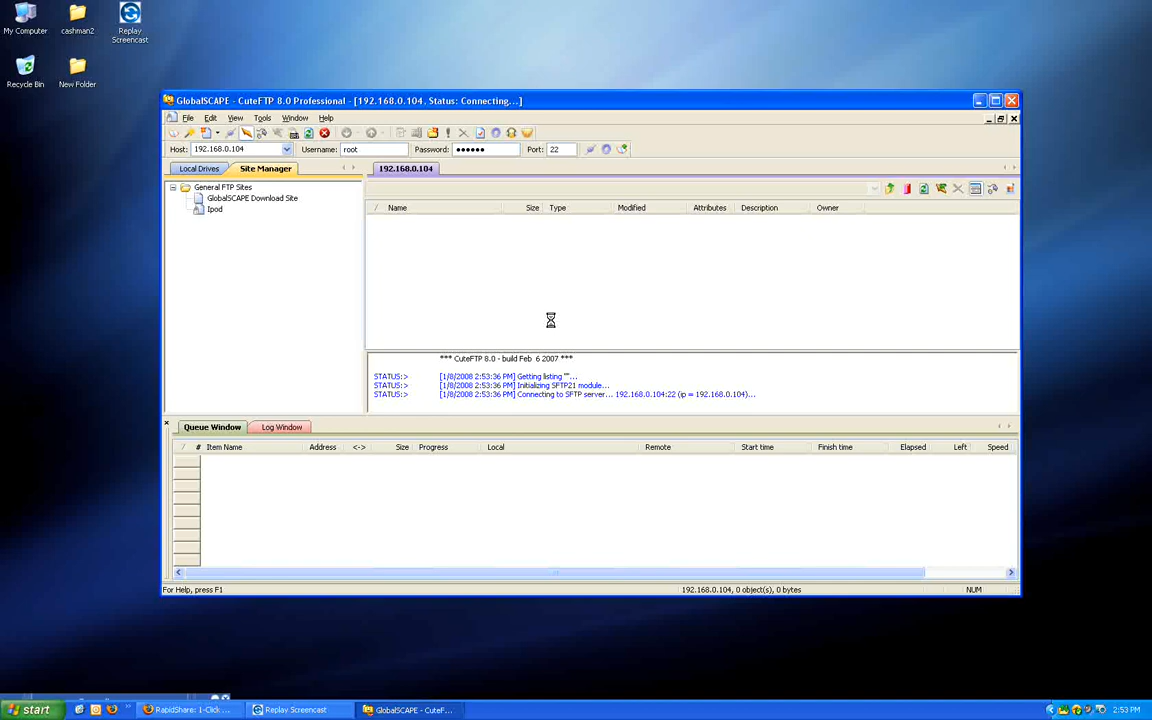 My Computer
cashman2
Replay Screencast
Recycle Bin
New Folder
GlobalSCAPE - CuteFTP 8.0 Professional - [192.168.0.104, Status: Connecting...]
File Edit View Tools Window Help
Host: 192.168.0.104 Username: root Password: ●●●●●● Port: 22
Local Drives Site Manager
192.168.0.104
General FTP Sites
GlobalSCAPE Download Site
Ipod
/ Name Size Type Modified Attributes Description Owner
*** CuteFTP 8.0 - build Feb 6 2007 ***
STATUS:> [1/8/2008 2:53:36 PM] Getting listing ""...
STATUS:> [1/8/2008 2:53:36 PM] Initializing SFTP21 module...
STATUS:> [1/8/2008 2:53:36 PM] Connecting to SFTP server... 192.168.0.104:22 (ip = 192.168.0.104)...
Queue Window Log Window
/ # Item Name Address <-> Size Progress Local Remote Start time Finish time Elapsed Left Speed
For Help, press F1
192.168.0.104, 0 object(s), 0 bytes
NUM
start
RapidShare: 1-Click ...
Replay Screencast
GlobalSCAPE - CuteF...
2:53 PM